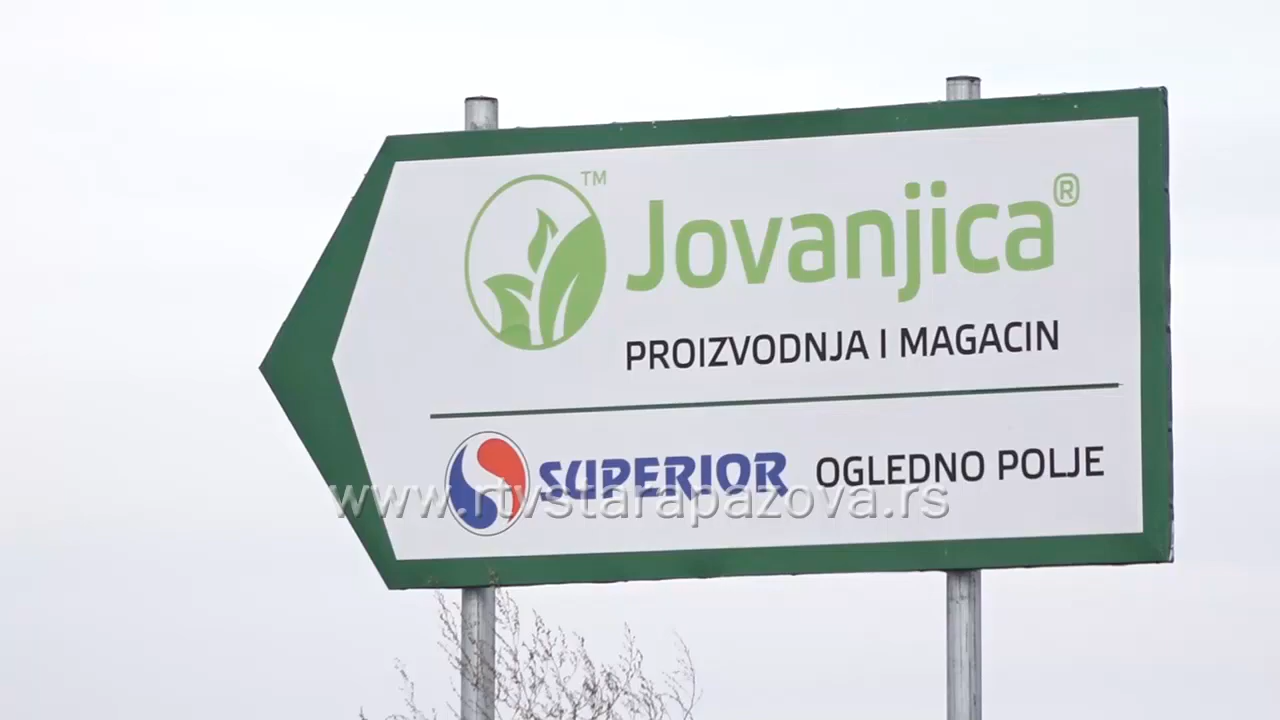 TM
Jovanjica®
PROIZVODNJA I MAGACIN
SUPERIOR OGLEDNO POLJE
www.rtvstarapazova.rs